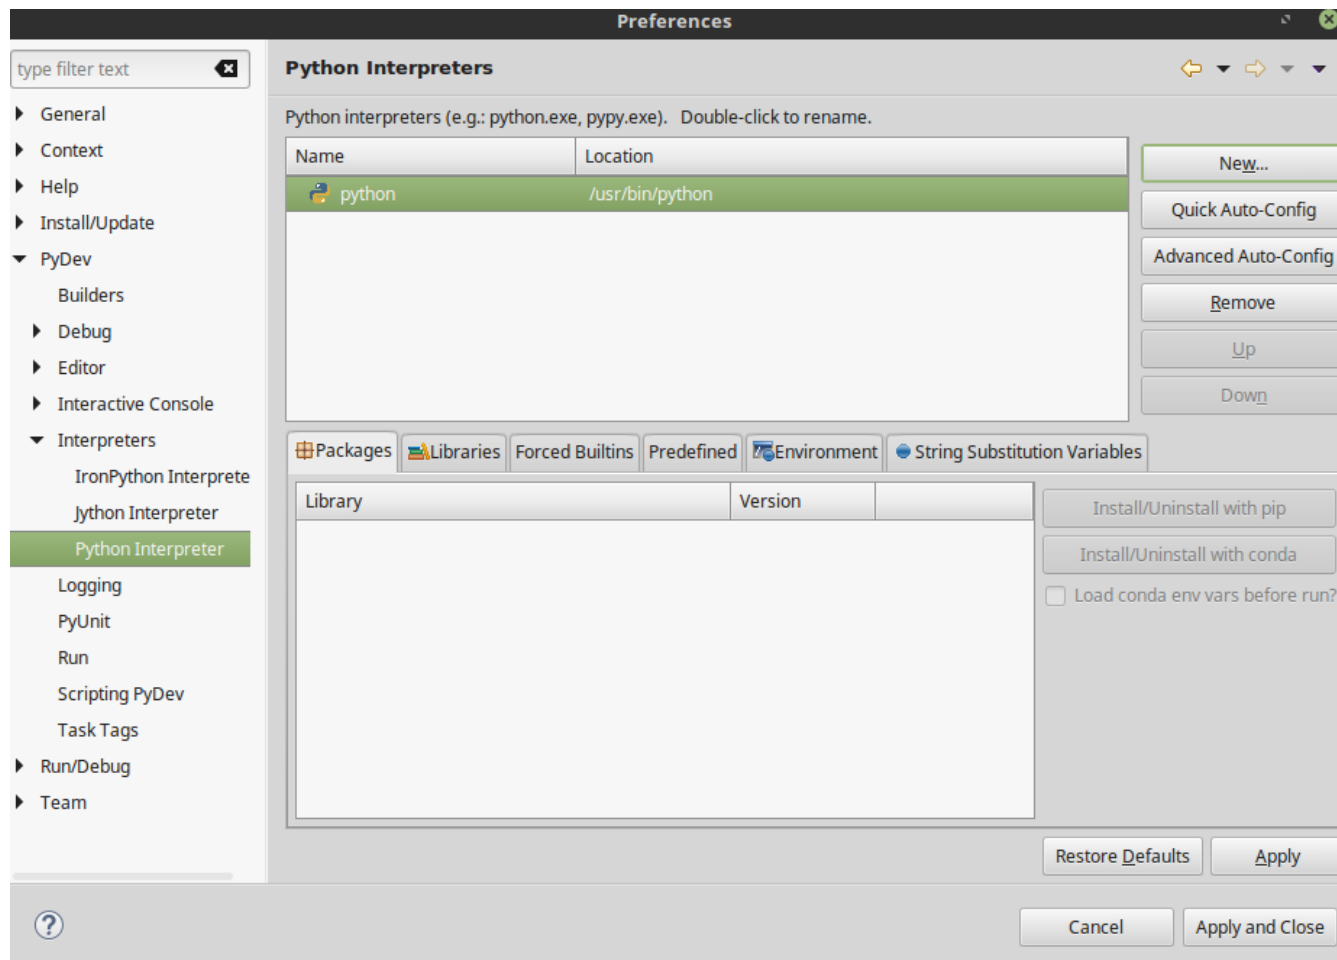 Preferences
type filter text
General
Context
Help
Install/Update
PyDev
Builders
Debug
Editor
Interactive Console
Interpreters
IronPython Interprete
Jython Interpreter
Python Interpreter
Logging
PyUnit
Run
Scripting PyDev
Task Tags
Run/Debug
Team
Python Interpreters
Python interpreters (e.g.: python.exe, pypy.exe).   Double-click to rename.
Name Location
python /usr/bin/python
New...
Quick Auto-Config
Advanced Auto-Config
Remove
Up
Down
Packages Libraries Forced Builtins Predefined Environment String Substitution Variables
Library Version
Install/Uninstall with pip
Install/Uninstall with conda
Load conda env vars before run?
Restore Defaults Apply
? Cancel Apply and Close